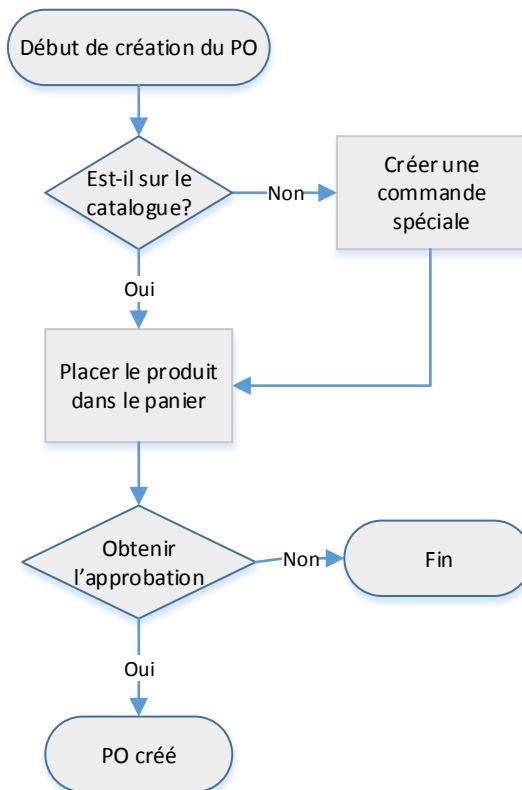 Début de création du PO
Est-il sur le
catalogue?
Non
Créer une
commande
spéciale
Oui
Placer le produit
dans le panier
Obtenir
l’approbation
Non
Fin
Oui
PO créé